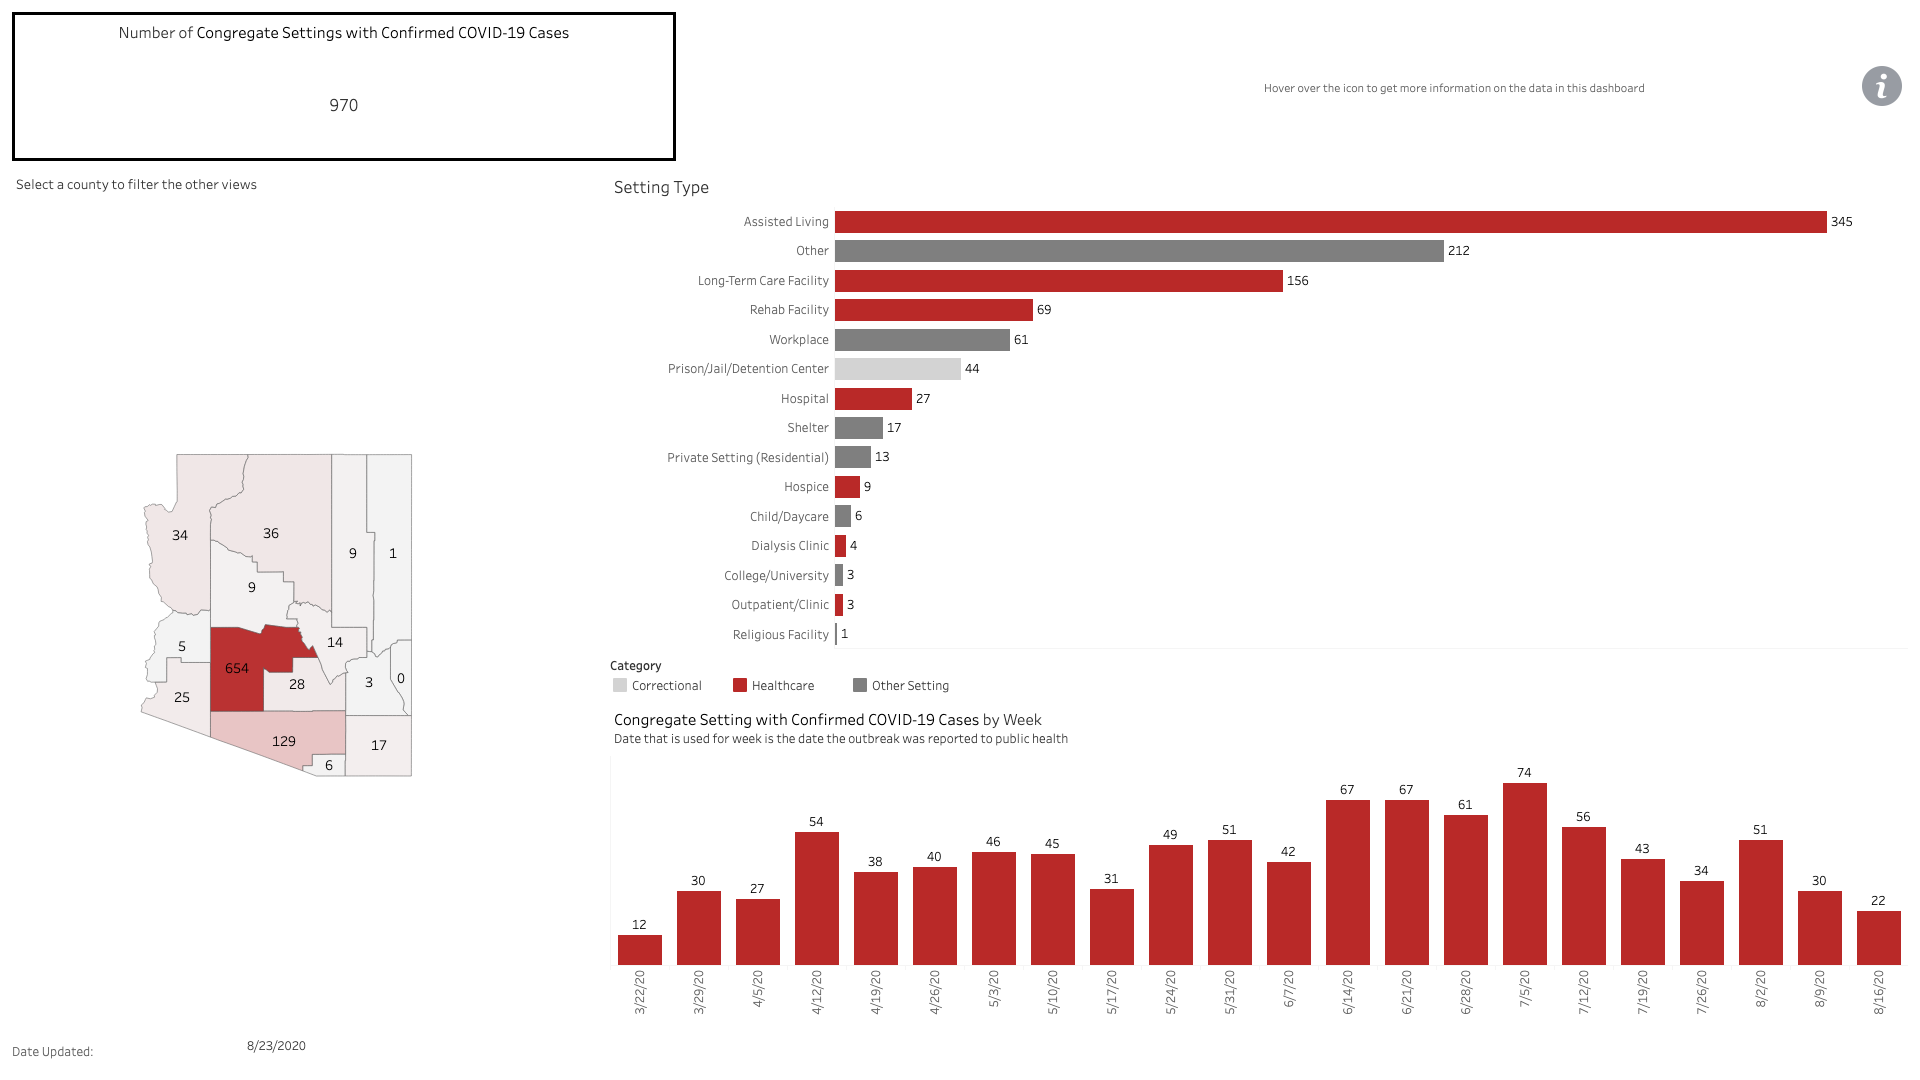 Number of Congregate Settings with Confirmed COVID-19 Cases
970
Hover over the icon to get more information on the data in this dashboard
i
Select a county to filter the other views
34
36
9
1
9
5
14
654
28
3
0
25
129
17
6
Setting Type
Assisted Living 345
Other 212
Long-Term Care Facility 156
Rehab Facility 69
Workplace 61
Prison/Jail/Detention Center 44
Hospital 27
Shelter 17
Private Setting (Residential) 13
Hospice 9
Child/Daycare 6
Dialysis Clinic 4
College/University 3
Outpatient/Clinic 3
Religious Facility 1
Category
Correctional Healthcare Other Setting
Congregate Setting with Confirmed COVID-19 Cases by Week
Date that is used for week is the date the outbreak was reported to public health
12 30 27 54 38 40 46 45 31 49 51 42 67 67 61 74 56 43 34 51 30 22
3/22/20 3/29/20 4/5/20 4/12/20 4/19/20 4/26/20 5/3/20 5/10/20 5/17/20 5/24/20 5/31/20 6/7/20 6/14/20 6/21/20 6/28/20 7/5/20 7/12/20 7/19/20 7/26/20 8/2/20 8/9/20 8/16/20
Date Updated: 8/23/2020